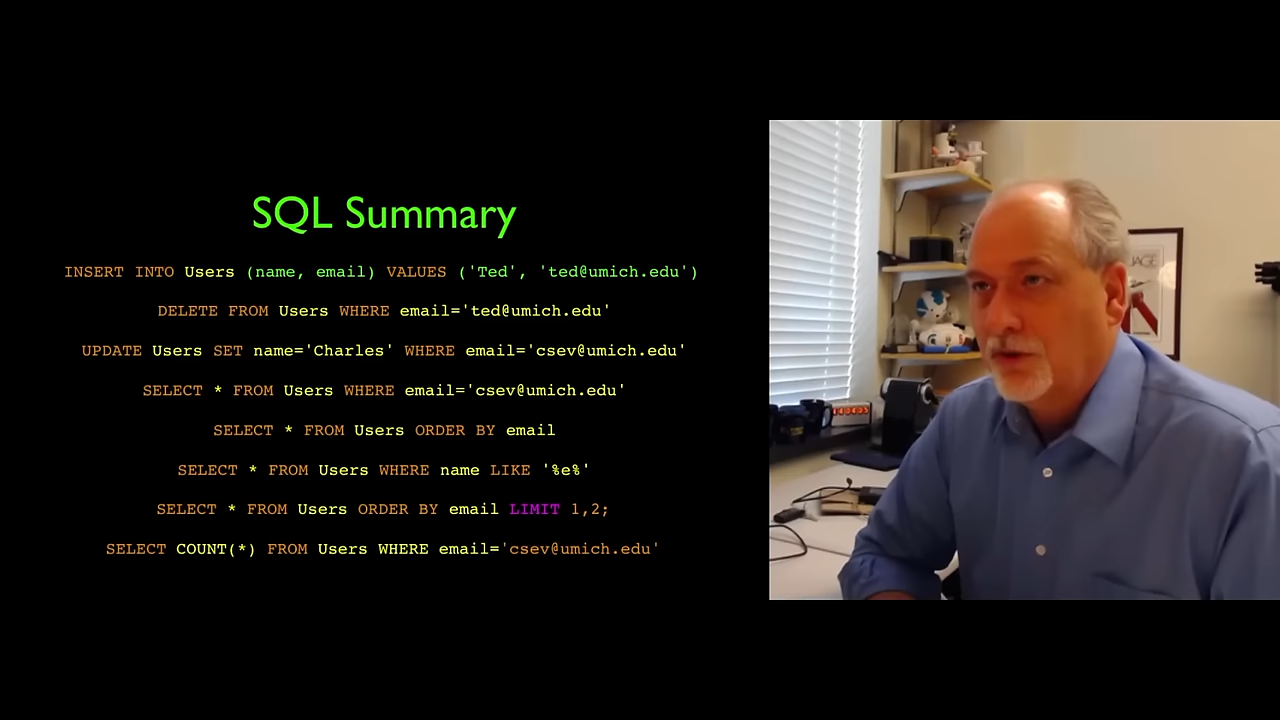 SQL Summary
INSERT INTO Users (name, email) VALUES ('Ted', 'ted@umich.edu')
DELETE FROM Users WHERE email='ted@umich.edu'
UPDATE Users SET name='Charles' WHERE email='csev@umich.edu'
SELECT * FROM Users WHERE email='csev@umich.edu'
SELECT * FROM Users ORDER BY email
SELECT * FROM Users WHERE name LIKE '%e%'
SELECT * FROM Users ORDER BY email LIMIT 1,2;
SELECT COUNT(*) FROM Users WHERE email='csev@umich.edu'